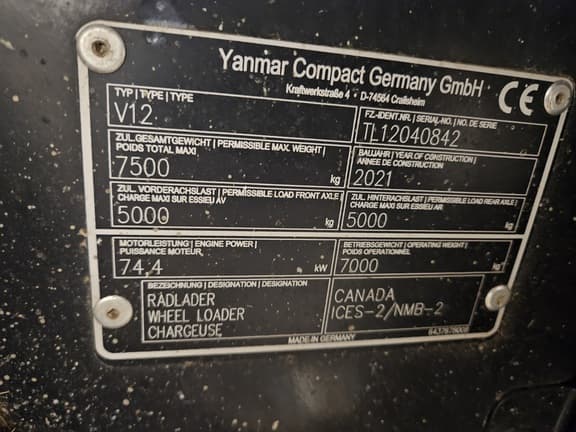 Yanmar Compact Germany GmbH
Kraftwerkstraße 4 · D-74564 Crailsheim
CE
TYP | TYPE | TYPE
V12
FZ-IDENT.NR. | SERIAL-NO. | NO. DE SERIE
TL12040842
ZUL.GESAMTGEWICHT | PERMISSIBLE MAX. WEIGHT |
POIDS TOTAL MAXI
7500 kg
BAUJAHR | YEAR OF CONSTRUCTION |
ANNEE DE CONSTRUCTION
2021
ZUL. VORDERACHSLAST | PERMISSIBLE LOAD FRONT AXLE |
CHARGE MAXI SUR ESSIEU AV
5000 kg
ZUL. HINTERACHSLAST | PERMISSIBLE LOAD REAR AXLE |
CHARGE MAXI SUR ESSIEU AR
5000 kg
MOTORLEISTUNG | ENGINE POWER |
PUISSANCE MOTEUR
74.4 kW
BETRIEBSGEWICHT | OPERATING WEIGHT |
POIDS OPERATIONNEL
7000 kg
BEZEICHNUNG | DESIGNATION | DESIGNATION
RADLADER
WHEEL LOADER
CHARGEUSE
CANADA
ICES-2/NMB-2
MADE IN GERMANY